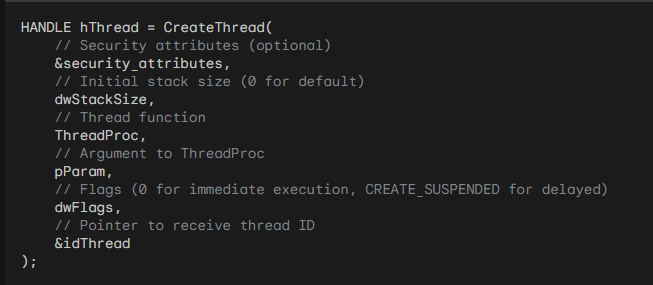 HANDLE hThread = CreateThread(
    // Security attributes (optional)
    &security_attributes,
    // Initial stack size (0 for default)
    dwStackSize,
    // Thread function
    ThreadProc,
    // Argument to ThreadProc
    pParam,
    // Flags (0 for immediate execution, CREATE_SUSPENDED for delayed)
    dwFlags,
    // Pointer to receive thread ID
    &idThread
);